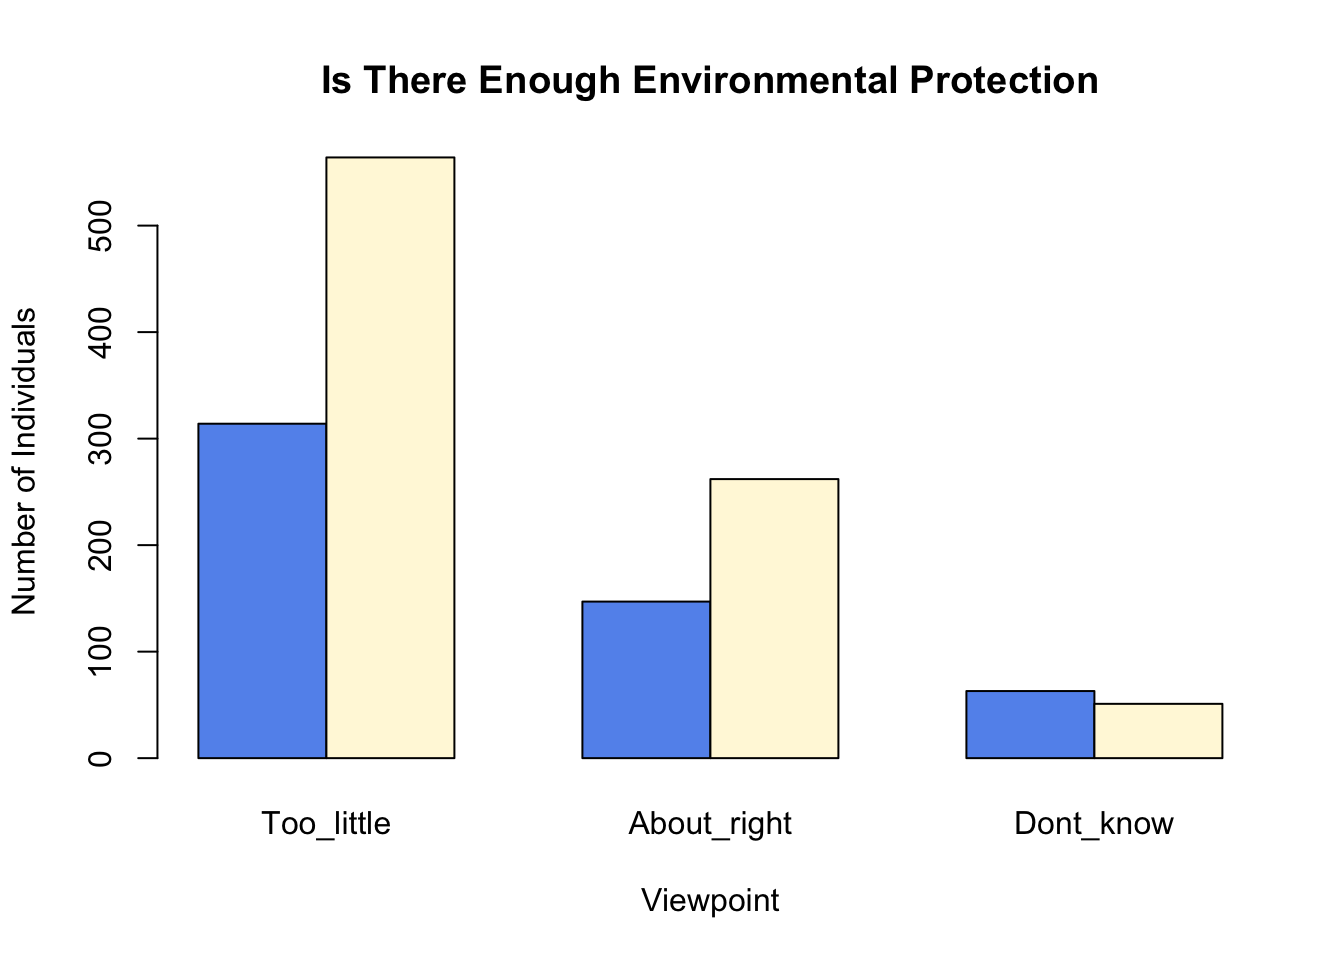 Is There Enough Environmental Protection
Number of Individuals
500
400
300
200
100
0
Too_little
About_right
Dont_know
Viewpoint